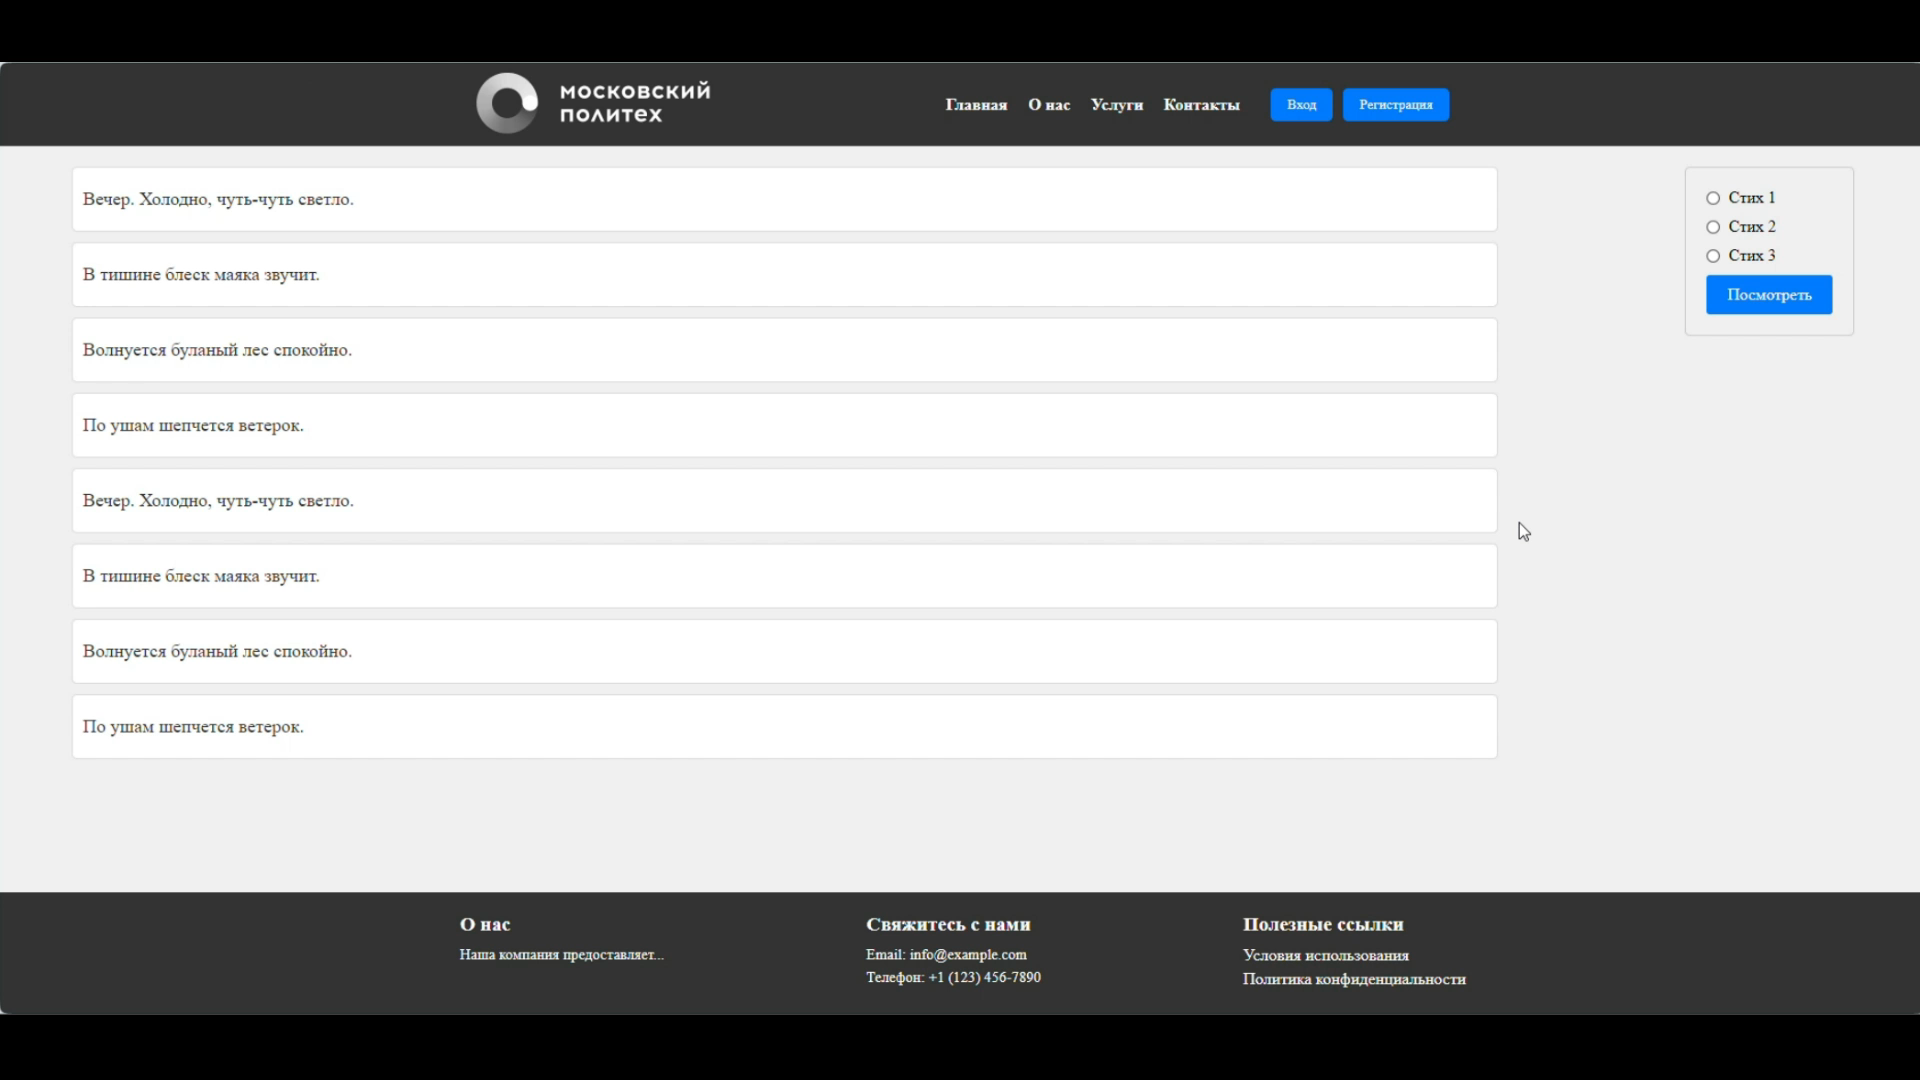 московский
политех
Главная О нас Услуги Контакты Вход Регистрация
Вечер. Холодно, чуть-чуть светло.
В тишине блеск маяка звучит.
Волнуется буланый лес спокойно.
По ушам шепчется ветерок.
Вечер. Холодно, чуть-чуть светло.
В тишине блеск маяка звучит.
Волнуется буланый лес спокойно.
По ушам шепчется ветерок.
Стих 1
Стих 2
Стих 3
Посмотреть
О нас
Наша компания предоставляет...
Свяжитесь с нами
Email: info@example.com
Телефон: +1 (123) 456-7890
Полезные ссылки
Условия использования
Политика конфиденциальности